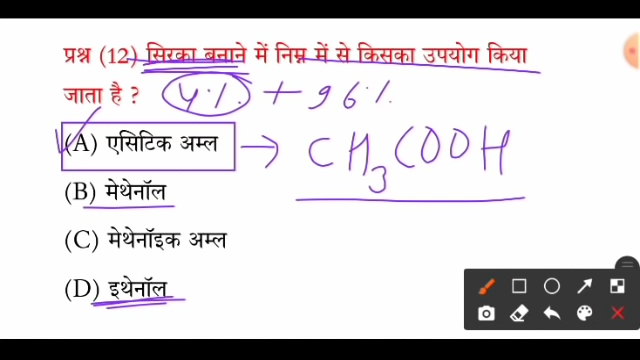 प्रश्न (12) सिरका बनाने में निम्न में से किसका उपयोग किया
जाता है ? 4% + 96%
(A) एसिटिक अम्ल → CH3COOH
(B) मेथेनॉल
(C) मेथेनॉइक अम्ल
(D) इथेनॉल